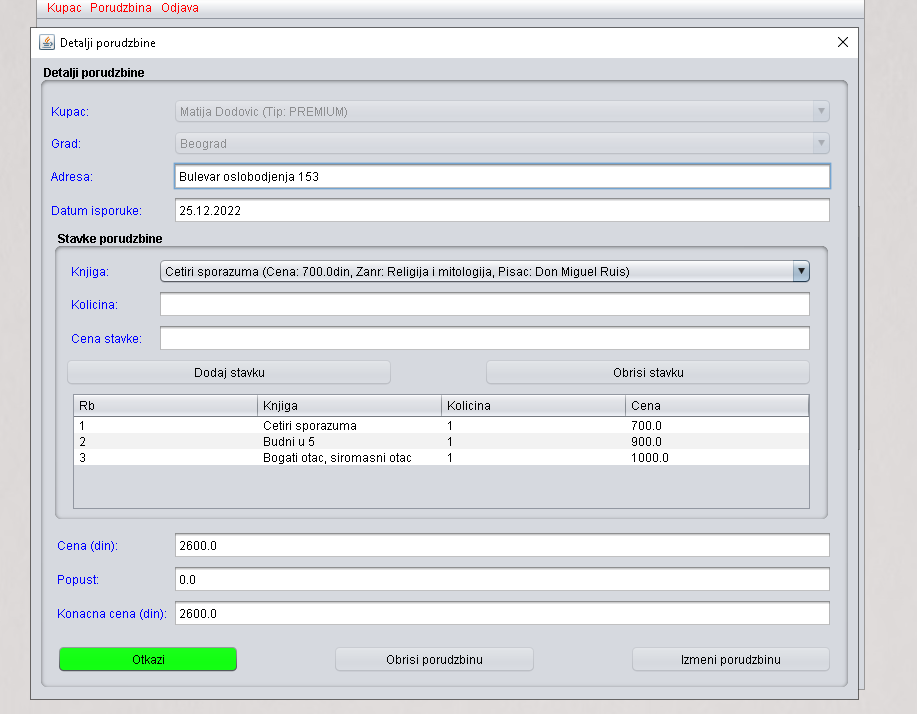 Kupac Porudzbina Odjava
Detalji porudzbine
Detalji porudzbine
Kupac: Matija Dodovic (Tip: PREMIUM)
Grad: Beograd
Adresa: Bulevar oslobodjenja 153
Datum isporuke: 25.12.2022
Stavke porudzbine
Knjiga: Cetiri sporazuma (Cena: 700.0din, Zanr: Religija i mitologija, Pisac: Don Miguel Ruis)
Kolicina:
Cena stavke:
Dodaj stavku Obrisi stavku
Rb Knjiga Kolicina Cena
1 Cetiri sporazuma 1 700.0
2 Budni u 5 1 900.0
3 Bogati otac, siromasni otac 1 1000.0
Cena (din): 2600.0
Popust: 0.0
Konacna cena (din): 2600.0
Otkazi Obrisi porudzbinu Izmeni porudzbinu